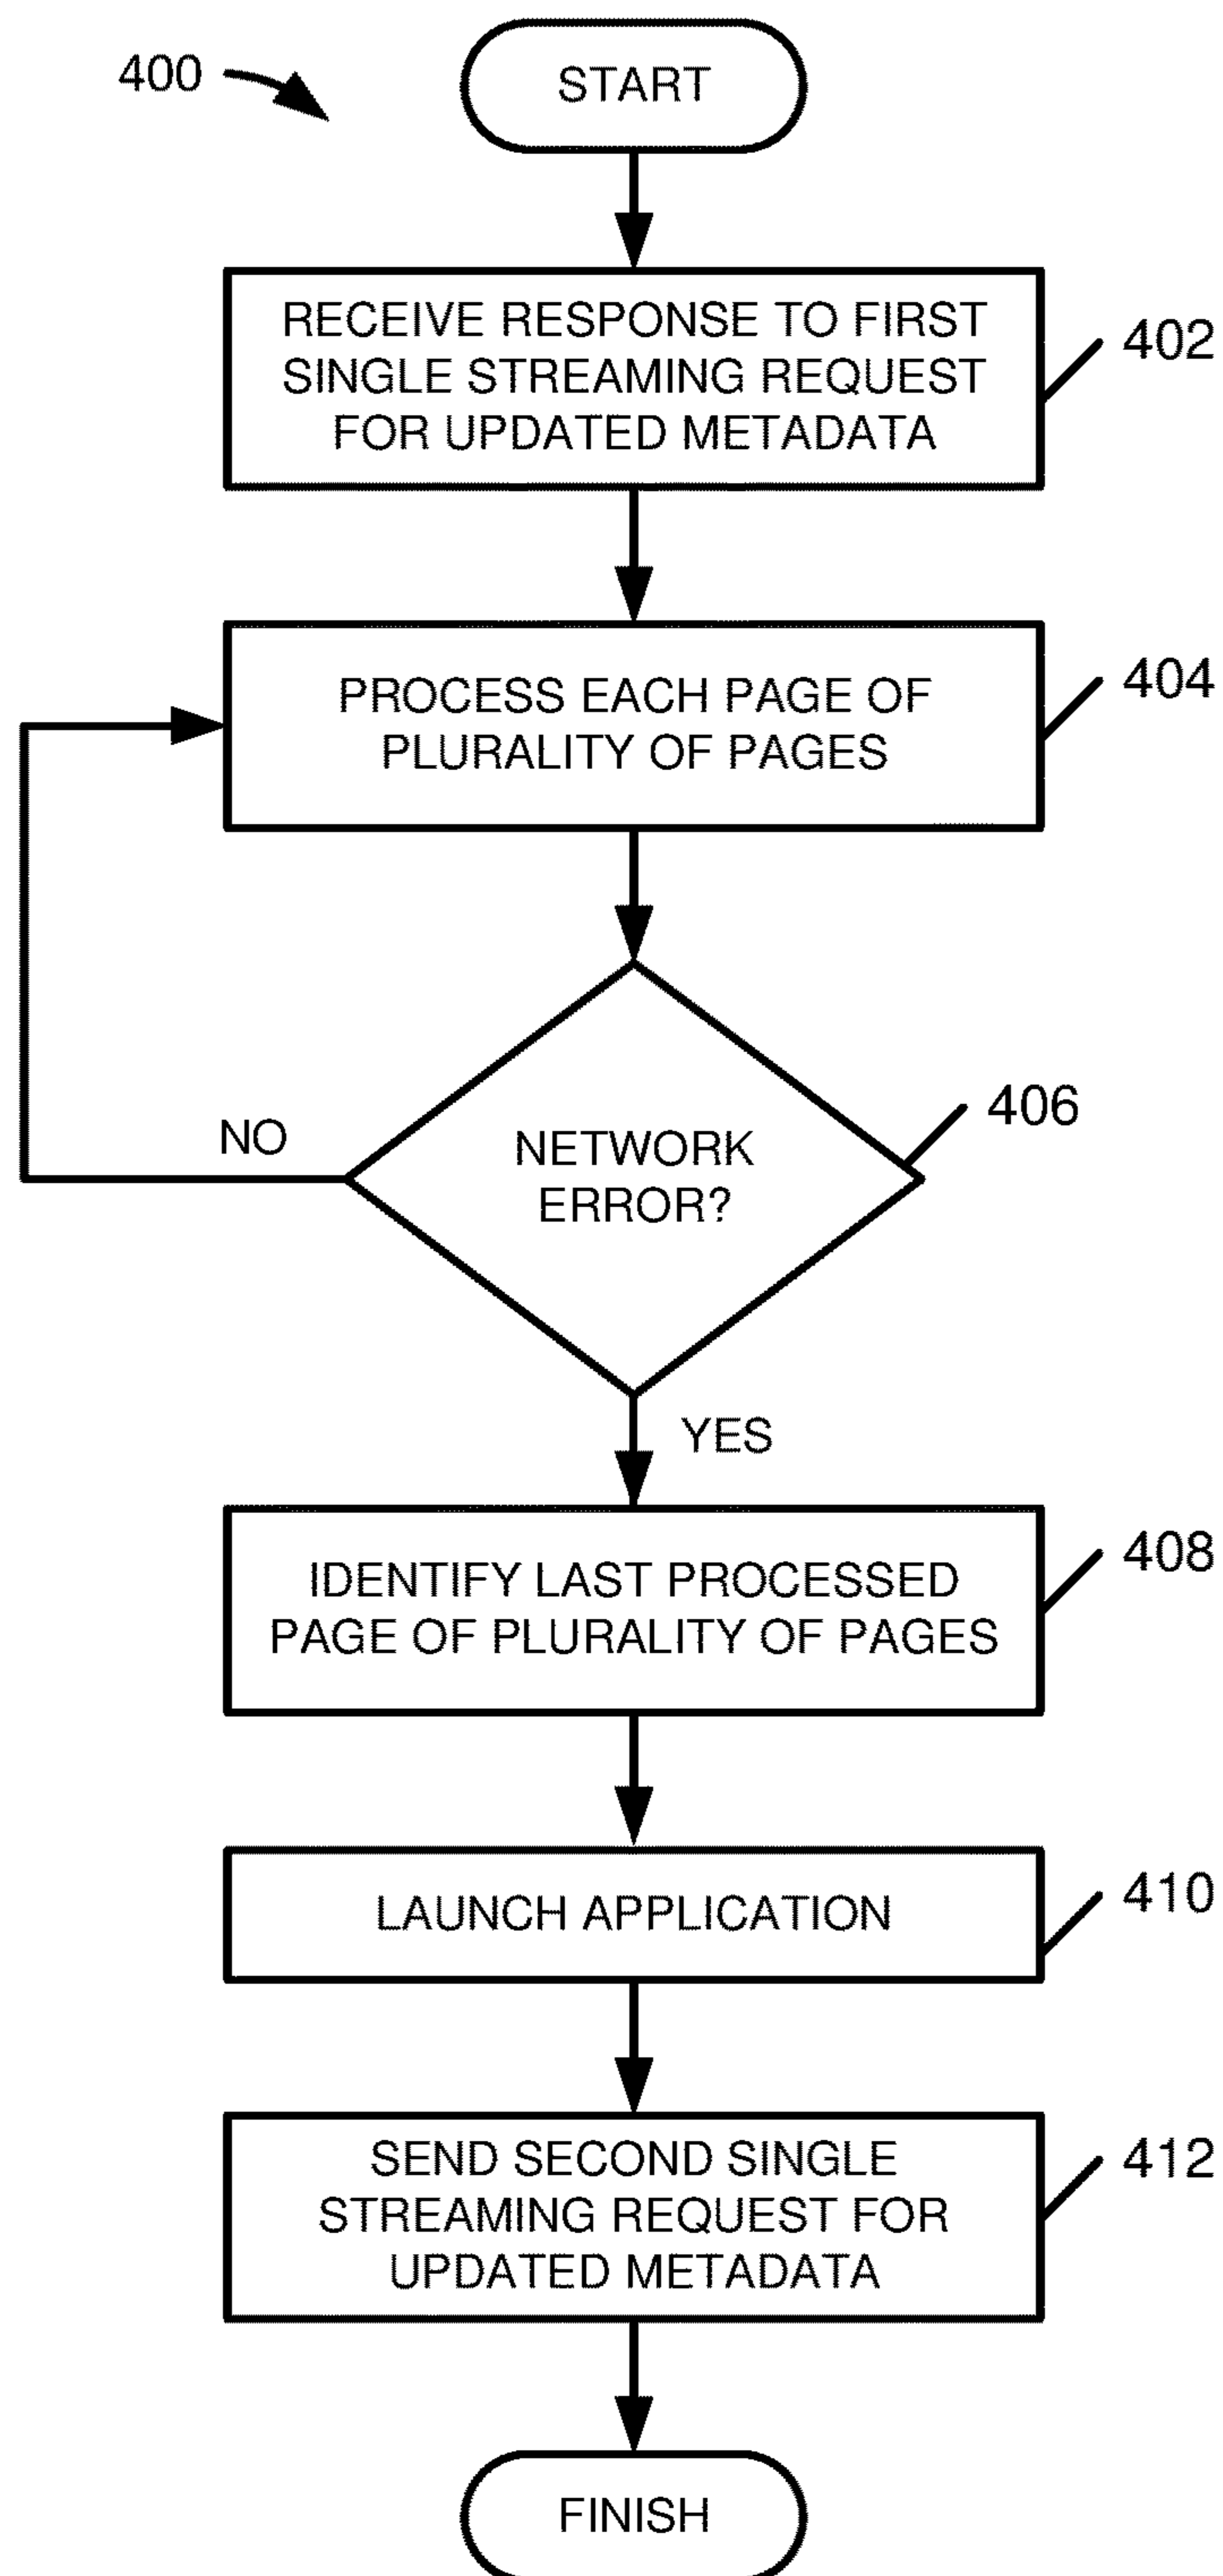 400
START
RECEIVE RESPONSE TO FIRST
SINGLE STREAMING REQUEST
FOR UPDATED METADATA
402
PROCESS EACH PAGE OF
PLURALITY OF PAGES
404
NETWORK
ERROR?
406
NO
YES
IDENTIFY LAST PROCESSED
PAGE OF PLURALITY OF PAGES
408
LAUNCH APPLICATION
410
SEND SECOND SINGLE
STREAMING REQUEST FOR
UPDATED METADATA
412
FINISH